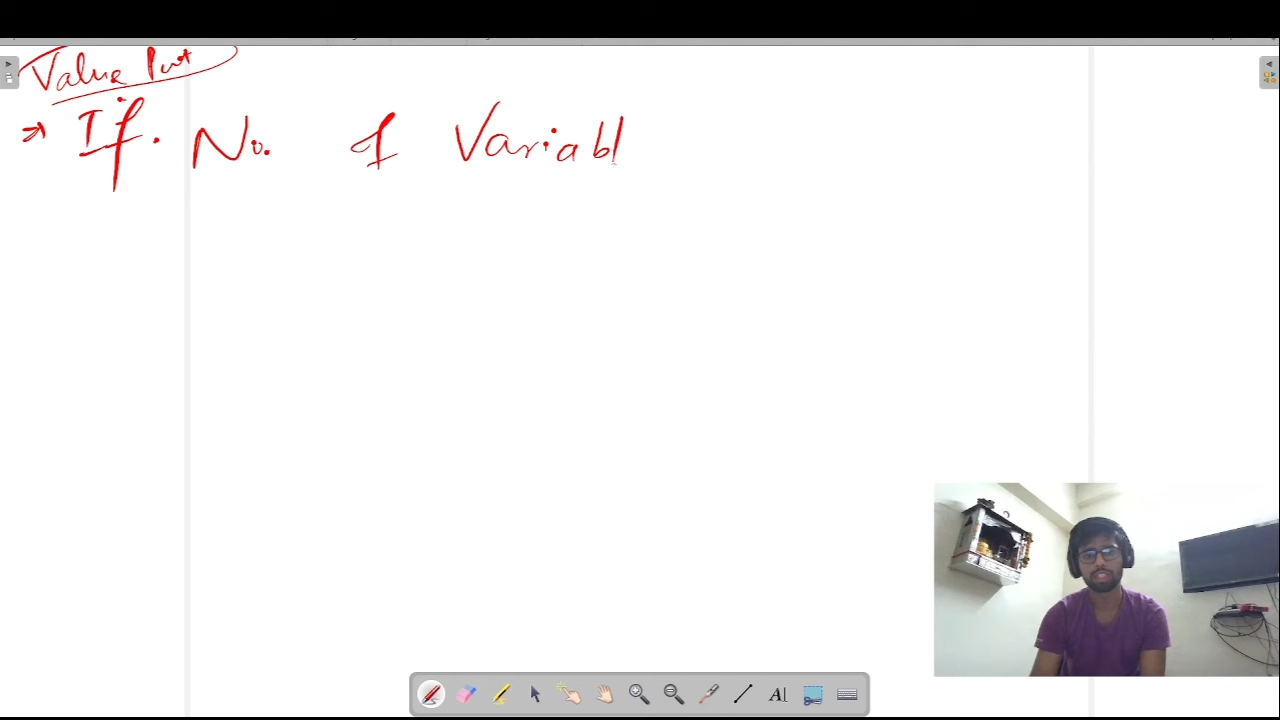 Value Put
→ If. No. of Variabl